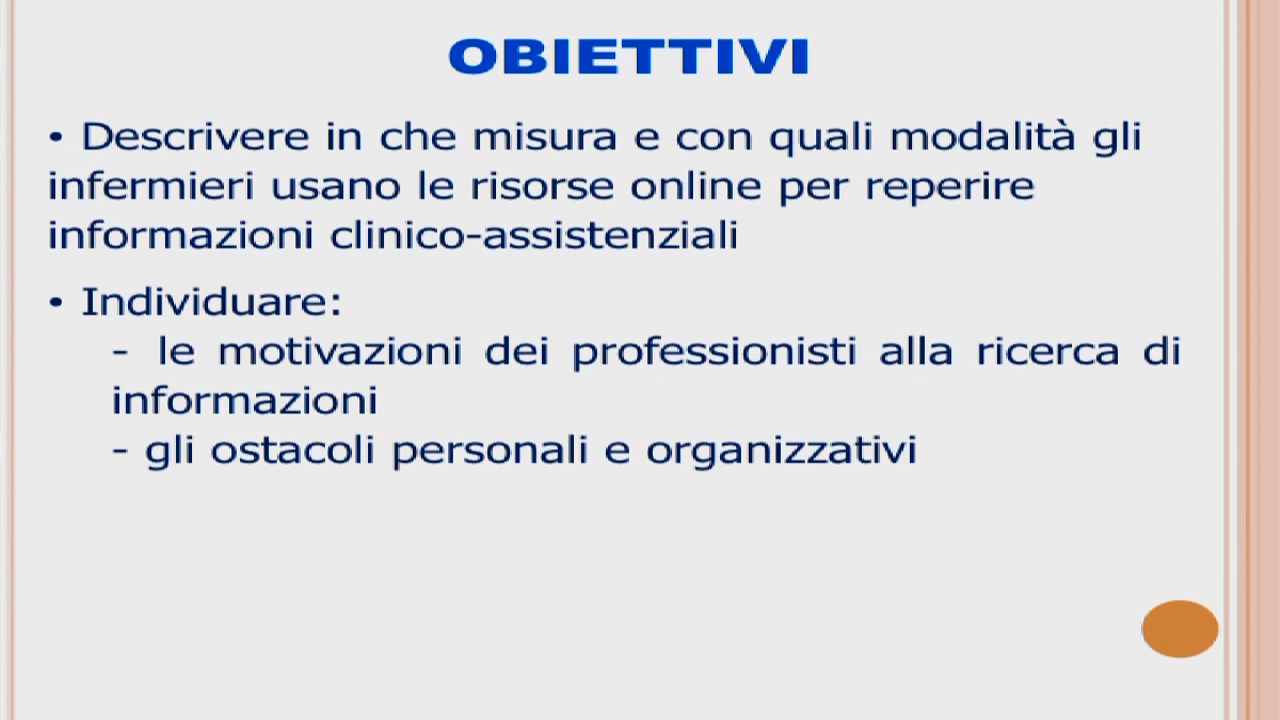 OBIETTIVI
• Descrivere in che misura e con quali modalità gli
infermieri usano le risorse online per reperire
informazioni clinico-assistenziali
• Individuare:
- le motivazioni dei professionisti alla ricerca di
informazioni
- gli ostacoli personali e organizzativi